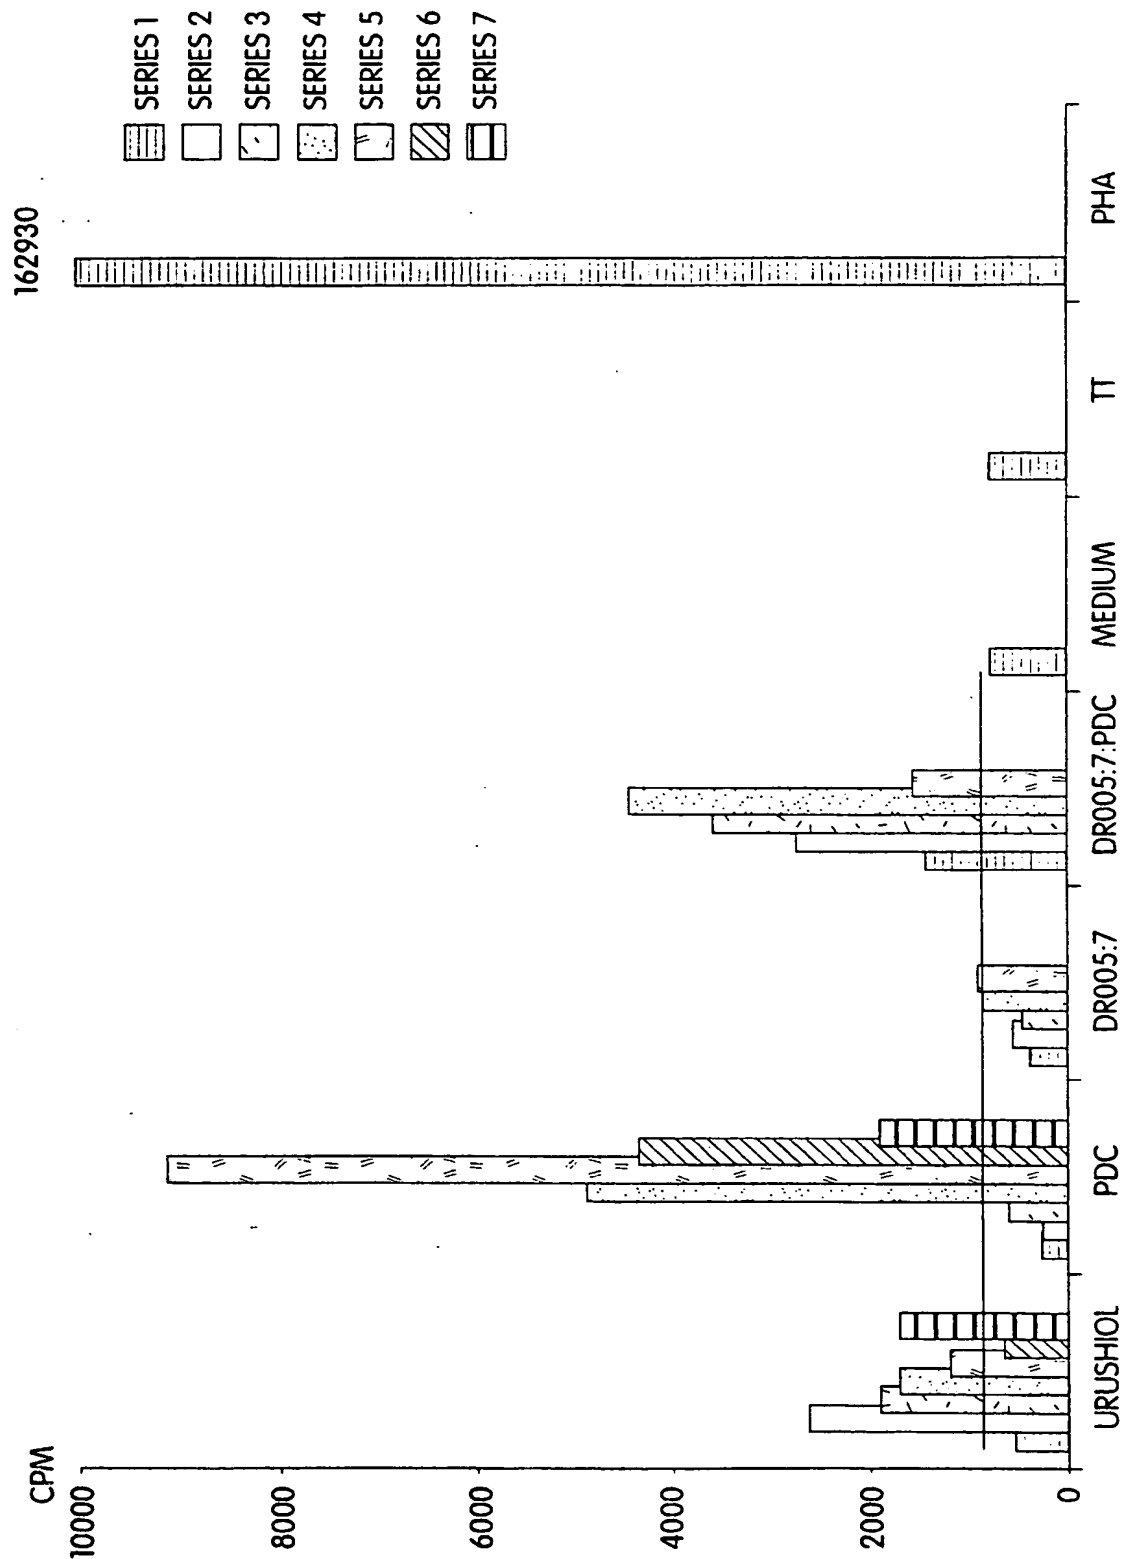 162930
CPM
10000
8000
6000
4000
2000
0
URUSHIOL
PDC
DR005:7
DR005:7:PDC
MEDIUM
TT
PHA
SERIES 1
SERIES 2
SERIES 3
SERIES 4
SERIES 5
SERIES 6
SERIES 7